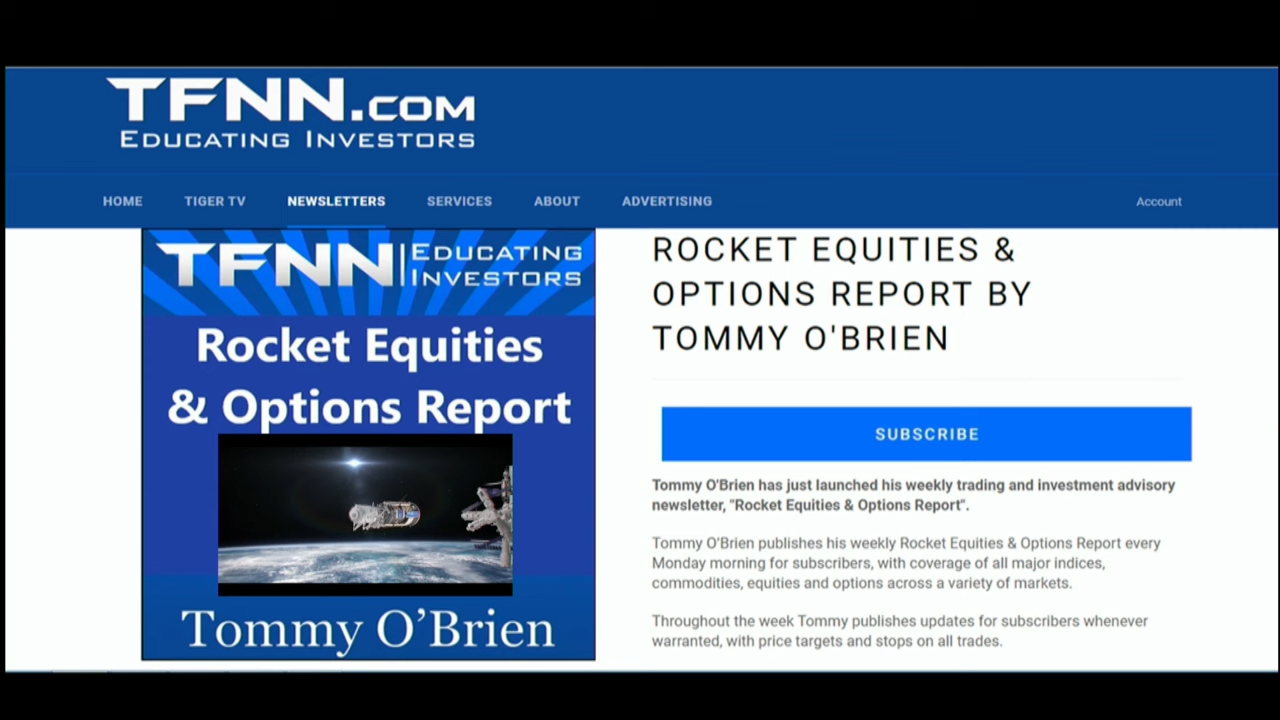 TFNN.COM
EDUCATING INVESTORS
HOME TIGER TV NEWSLETTERS SERVICES ABOUT ADVERTISING Account
TFNN EDUCATING
INVESTORS
Rocket Equities
& Options Report
Tommy O’Brien
ROCKET EQUITIES &
OPTIONS REPORT BY
TOMMY O'BRIEN
SUBSCRIBE
Tommy O'Brien has just launched his weekly trading and investment advisory
newsletter, "Rocket Equities & Options Report".
Tommy O'Brien publishes his weekly Rocket Equities & Options Report every
Monday morning for subscribers, with coverage of all major indices,
commodities, equities and options across a variety of markets.
Throughout the week Tommy publishes updates for subscribers whenever
warranted, with price targets and stops on all trades.